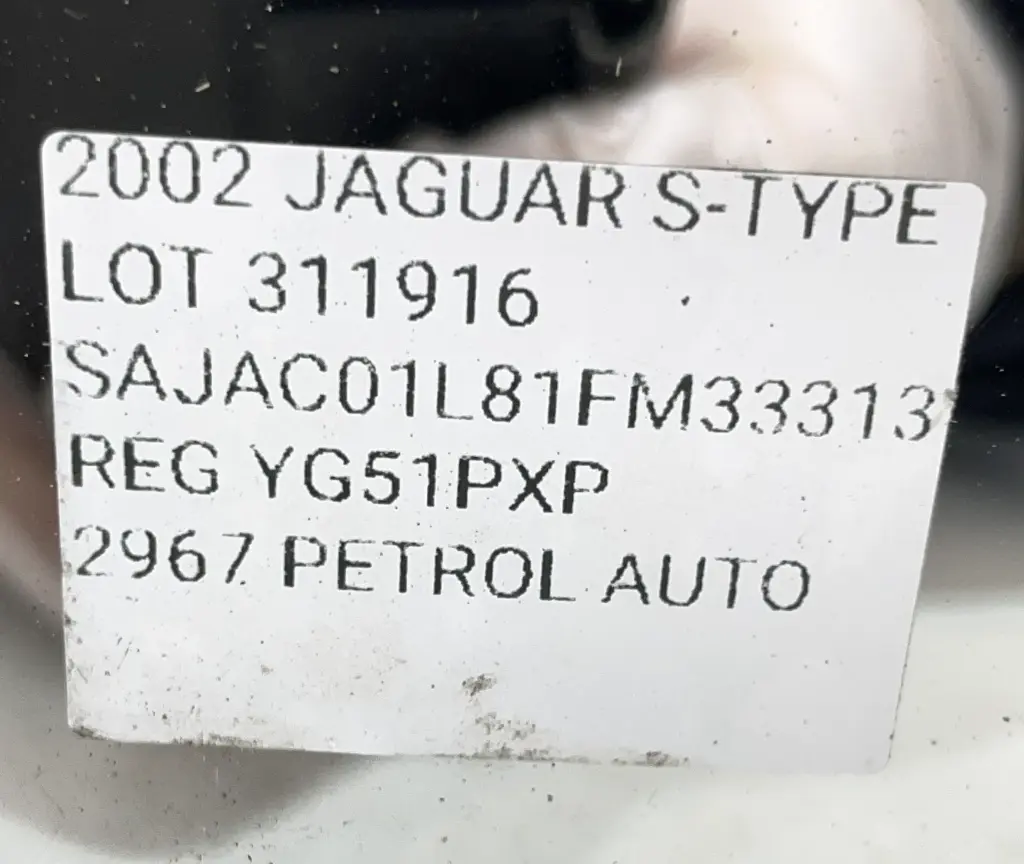 2002 JAGUAR S-TYPE
LOT 311916
SAJAC01L81FM33313
REG YG51PXP
2967 PETROL AUTO